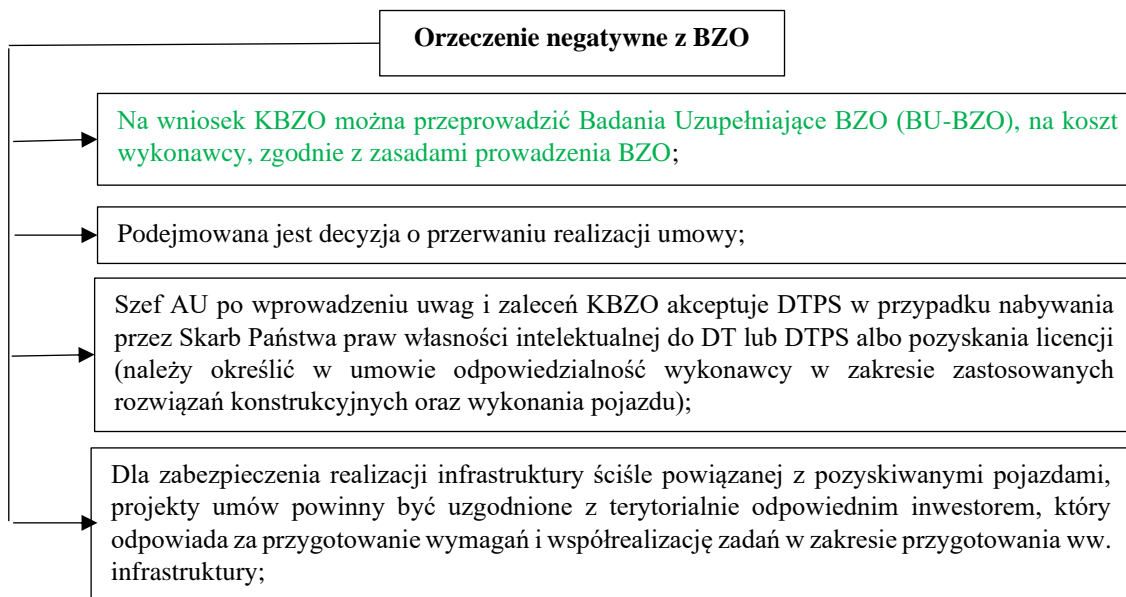 Orzeczenie negatywne z BZO
Na wniosek KBZO można przeprowadzić Badania Uzupełniające BZO (BU-BZO), na koszt
wykonawcy, zgodnie z zasadami prowadzenia BZO;
Podejmowana jest decyzja o przerwaniu realizacji umowy;
Szef AU po wprowadzeniu uwag i zaleceń KBZO akceptuje DTPS w przypadku nabywania
przez Skarb Państwa praw własności intelektualnej do DT lub DTPS albo pozyskania licencji
(należy określić w umowie odpowiedzialność wykonawcy w zakresie zastosowanych
rozwiązań konstrukcyjnych oraz wykonania pojazdu);
Dla zabezpieczenia realizacji infrastruktury ściśle powiązanej z pozyskiwanymi pojazdami,
projekty umów powinny być uzgodnione z terytorialnie odpowiednim inwestorem, który
odpowiada za przygotowanie wymagań i współrealizację zadań w zakresie przygotowania ww.
infrastruktury;